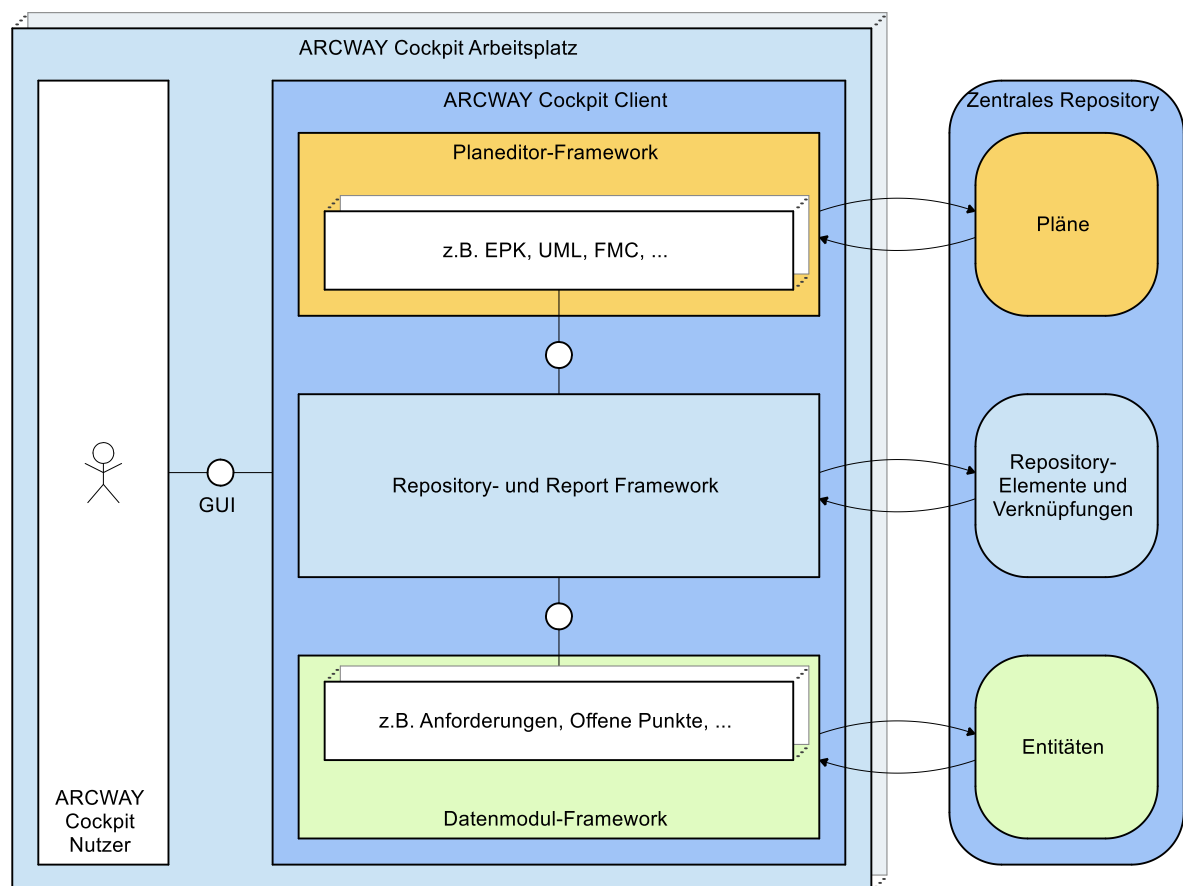 ARCWAY Cockpit Arbeitsplatz
ARCWAY Cockpit Client
Zentrales Repository
Planeditor-Framework
z.B. EPK, UML, FMC, ...
Pläne
Repository- und Report Framework
Repository-
Elemente und
Verknüpfungen
GUI
z.B. Anforderungen, Offene Punkte, ...
Entitäten
Datenmodul-Framework
ARCWAY
Cockpit
Nutzer